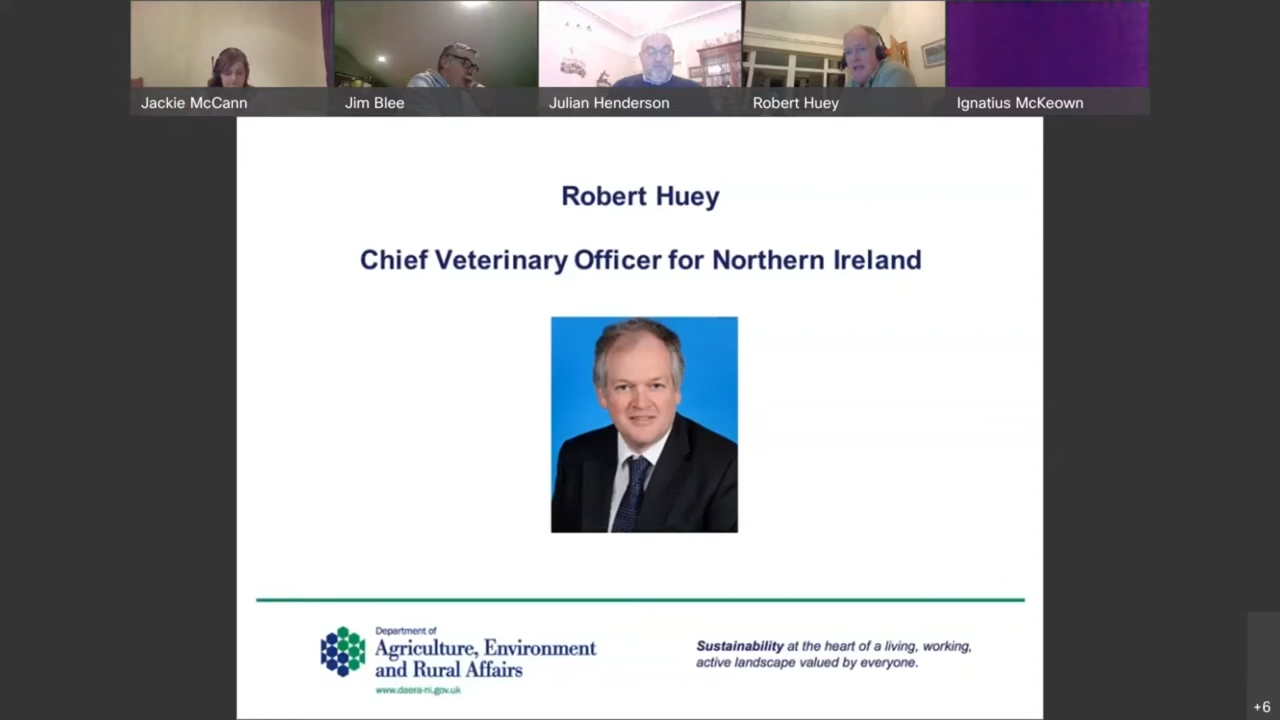 Jackie McCann
Jim Blee
Julian Henderson
Robert Huey
Ignatius McKeown
Robert Huey
Chief Veterinary Officer for Northern Ireland
Department of
Agriculture, Environment
and Rural Affairs
www.daera-ni.gov.uk
Sustainability at the heart of a living, working,
active landscape valued by everyone.
+6